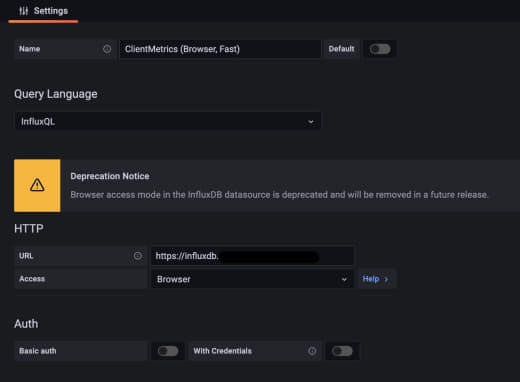 Settings
Name ClientMetrics (Browser, Fast) Default
Query Language
InfluxQL
Deprecation Notice
Browser access mode in the InfluxDB datasource is deprecated and will be removed in a future release.
HTTP
URL https://influxdb.
Access Browser Help >
Auth
Basic auth With Credentials